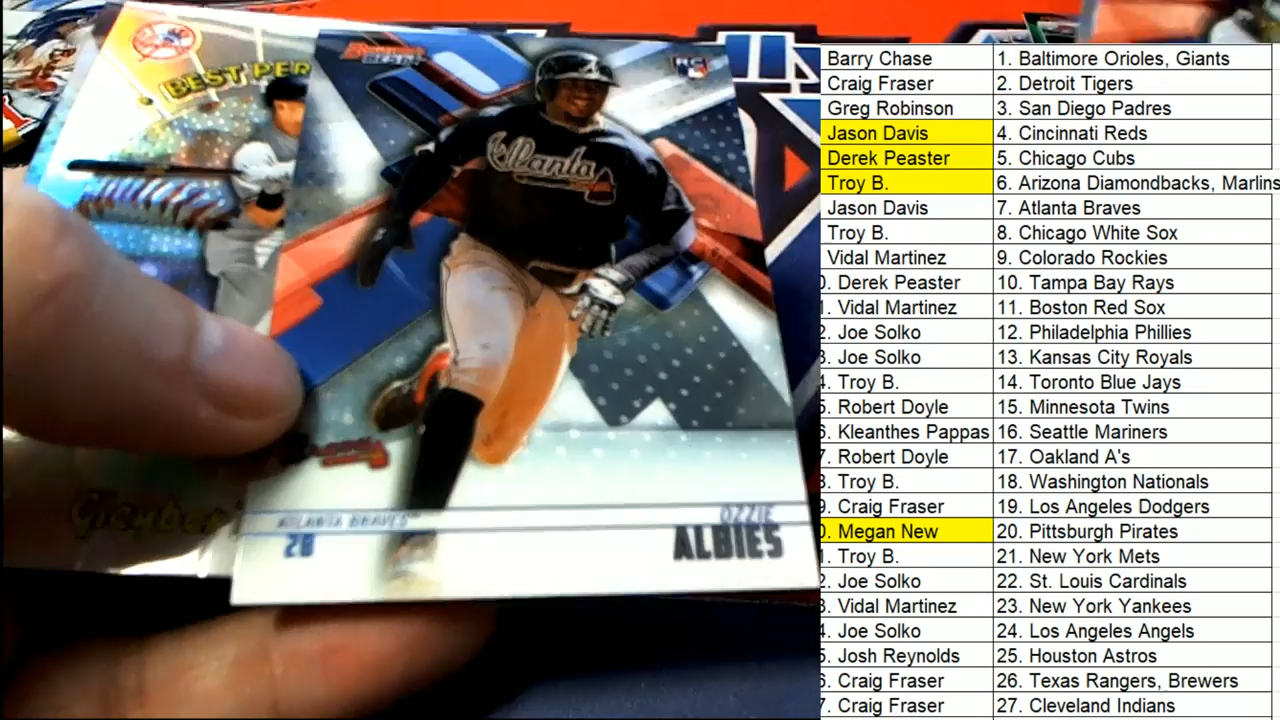 BEST PER
BOWMAN'S BEST
RC
Atlanta
Gleyber
ATLANTA BRAVES
28
OZZIE
ALBIES
Barry Chase 1. Baltimore Orioles, Giants
Craig Fraser 2. Detroit Tigers
Greg Robinson 3. San Diego Padres
Jason Davis 4. Cincinnati Reds
Derek Peaster 5. Chicago Cubs
Troy B. 6. Arizona Diamondbacks, Marlins
Jason Davis 7. Atlanta Braves
Troy B. 8. Chicago White Sox
Vidal Martinez 9. Colorado Rockies
. Derek Peaster 10. Tampa Bay Rays
. Vidal Martinez 11. Boston Red Sox
. Joe Solko 12. Philadelphia Phillies
. Joe Solko 13. Kansas City Royals
. Troy B. 14. Toronto Blue Jays
. Robert Doyle 15. Minnesota Twins
. Kleanthes Pappas 16. Seattle Mariners
. Robert Doyle 17. Oakland A's
. Troy B. 18. Washington Nationals
. Craig Fraser 19. Los Angeles Dodgers
. Megan New 20. Pittsburgh Pirates
. Troy B. 21. New York Mets
. Joe Solko 22. St. Louis Cardinals
. Vidal Martinez 23. New York Yankees
. Joe Solko 24. Los Angeles Angels
. Josh Reynolds 25. Houston Astros
. Craig Fraser 26. Texas Rangers, Brewers
. Craig Fraser 27. Cleveland Indians